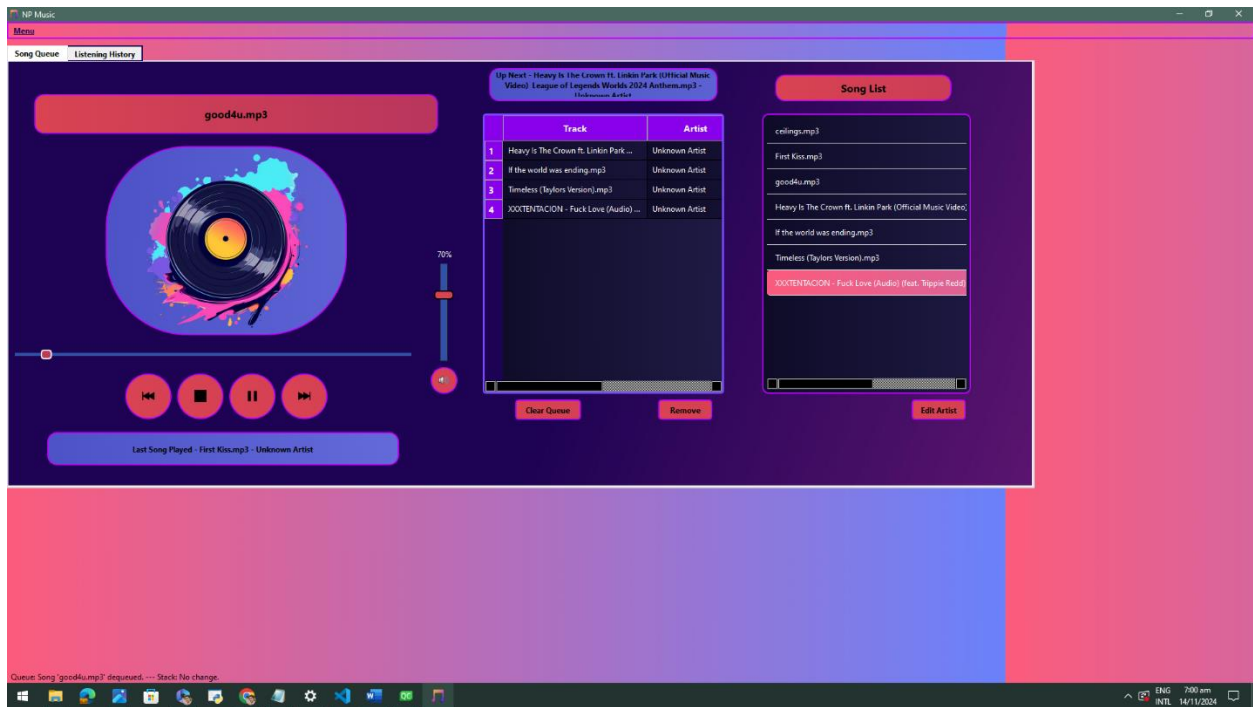 NP Music
Menu
Song Queue
Listening History
good4u.mp3
70%
Last Song Played - First Kiss.mp3 - Unknown Artist
Up Next - Heavy Is The Crown ft. Linkin Park (Official Music
Video) League of Legends Worlds 2024 Anthem.mp3 -
Unknown Artist
Track Artist
1 Heavy Is The Crown ft. Linkin Park ... Unknown Artist
2 If the world was ending.mp3 Unknown Artist
3 Timeless (Taylors Version).mp3 Unknown Artist
4 XXXTENTACION - Fuck Love (Audio) ... Unknown Artist
Clear Queue
Remove
Song List
ceilings.mp3
First Kiss.mp3
good4u.mp3
Heavy Is The Crown ft. Linkin Park (Official Music Video)
If the world was ending.mp3
Timeless (Taylors Version).mp3
XXXTENTACION - Fuck Love (Audio) (feat. Trippie Redd)
Edit Artist
Queue: Song 'good4u.mp3' dequeued. --- Stack: No change.
ENG 7:00 am
INTL 14/11/2024